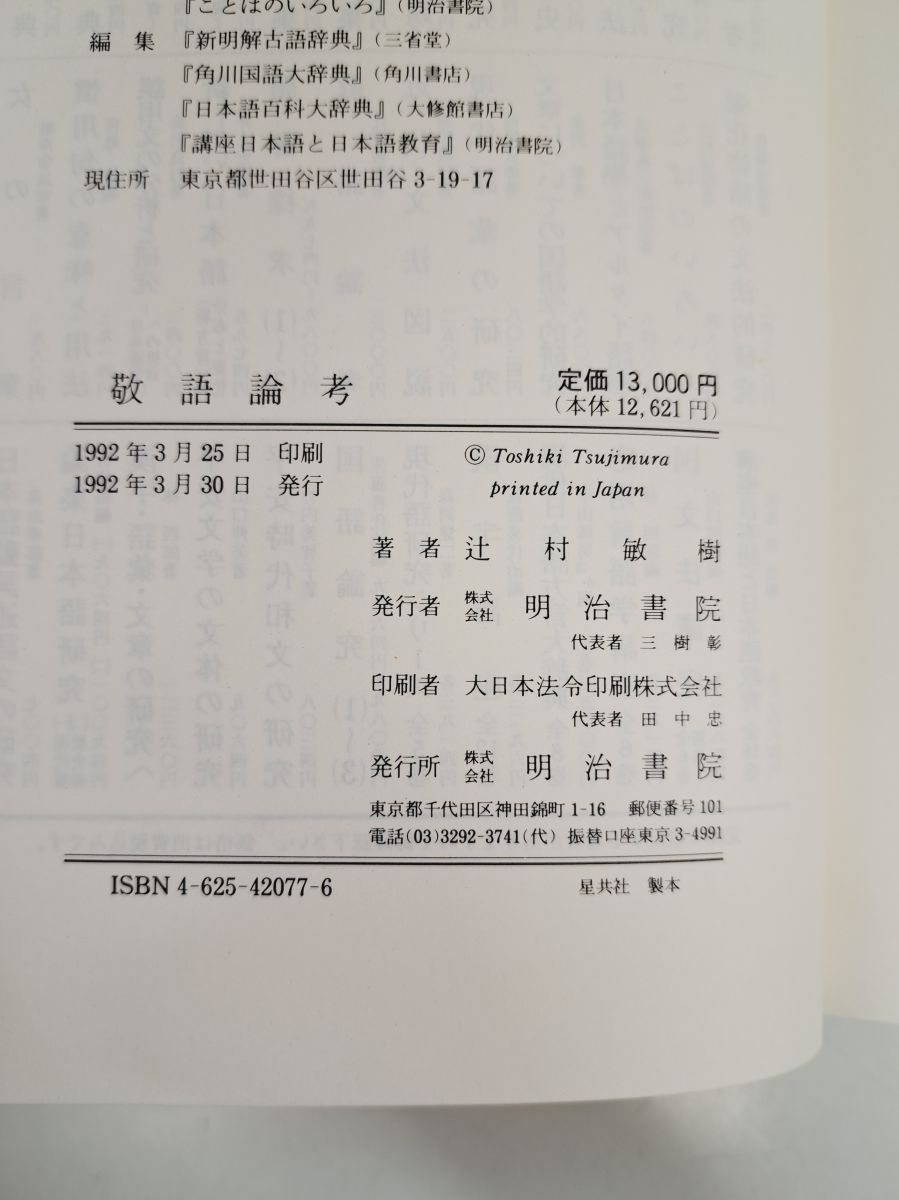 『ことばのいろいろ』(明治書院)
編集 『新明解古語辞典』(三省堂)
『角川国語大辞典』(角川書店)
『日本語百科大辞典』(大修館書店)
『講座日本語と日本語教育』(明治書院)
現住所 東京都世田谷区世田谷 3-19-17
敬語論考
定価 13,000 円
(本体 12,621 円)
1992 年 3 月 25 日 印刷
1992 年 3 月 30 日 発行
© Toshiki Tsujimura
printed in Japan
著者 辻村敏樹
発行者 株式会社 明治書院
代表者 三樹彰
印刷者 大日本法令印刷株式会社
代表者 田中忠
発行所 株式会社 明治書院
東京都千代田区神田錦町 1-16 郵便番号 101
電話(03)3292-3741(代) 振替口座東京 3-4991
ISBN 4-625-42077-6
星共社 製本